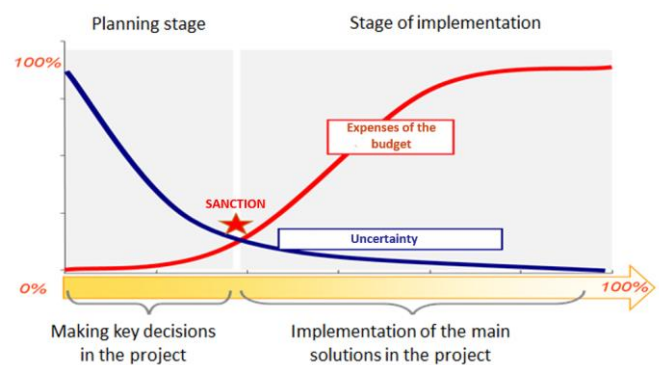 Planning stage
Stage of implementation
100%
Expenses of the
budget
SANCTION
Uncertainty
0%
100%
Making key decisions
in the project
Implementation of the main
solutions in the project